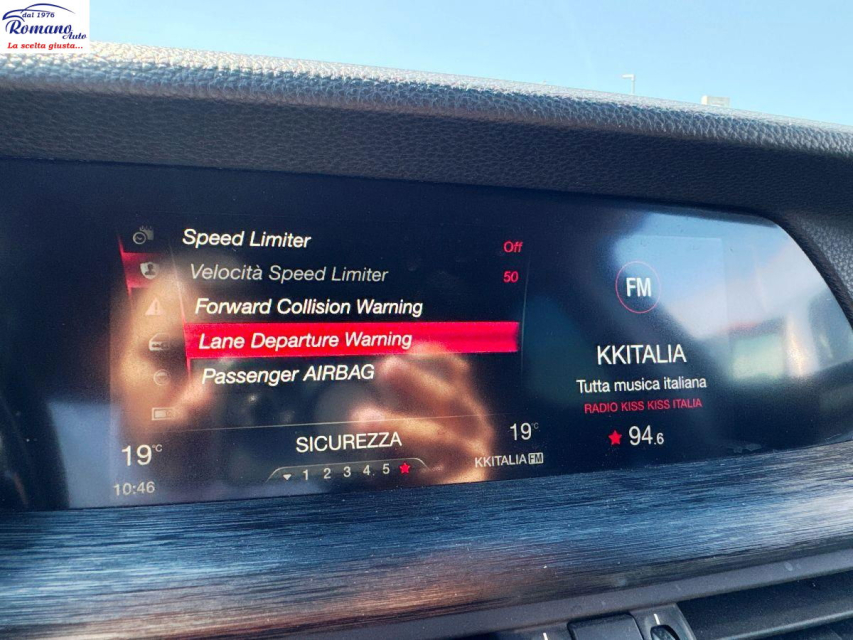 dal 1976
Romano
Auto
La scelta giusta...
Speed Limiter Off
Velocità Speed Limiter 50
Forward Collision Warning
Lane Departure Warning
Passenger AIRBAG
SICUREZZA
19°C
10:46
1 2 3 4 5
19°C
KKITALIA FM
FM
KKITALIA
Tutta musica italiana
RADIO KISS KISS ITALIA
94.6